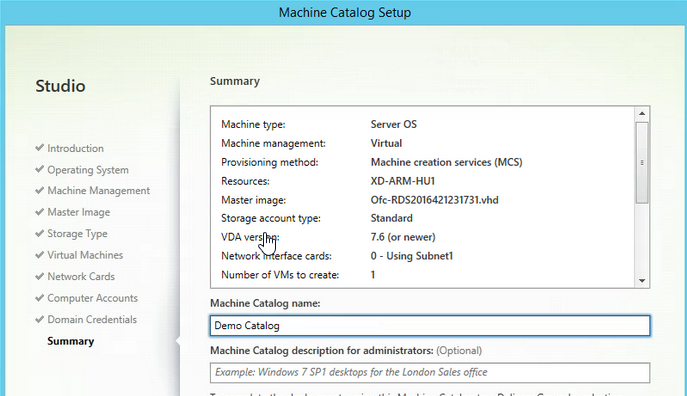 Machine Catalog Setup
Studio
Introduction
Operating System
Machine Management
Master Image
Storage Type
Virtual Machines
Network Cards
Computer Accounts
Domain Credentials
Summary
Summary
Machine type: Server OS
Machine management: Virtual
Provisioning method: Machine creation services (MCS)
Resources: XD-ARM-HU1
Master image: Ofc-RDS2016421231731.vhd
Storage account type: Standard
VDA version: 7.6 (or newer)
Network interface cards: 0 - Using Subnet1
Number of VMs to create: 1
Machine Catalog name:
Demo Catalog
Machine Catalog description for administrators: (Optional)
Example: Windows 7 SP1 desktops for the London Sales office